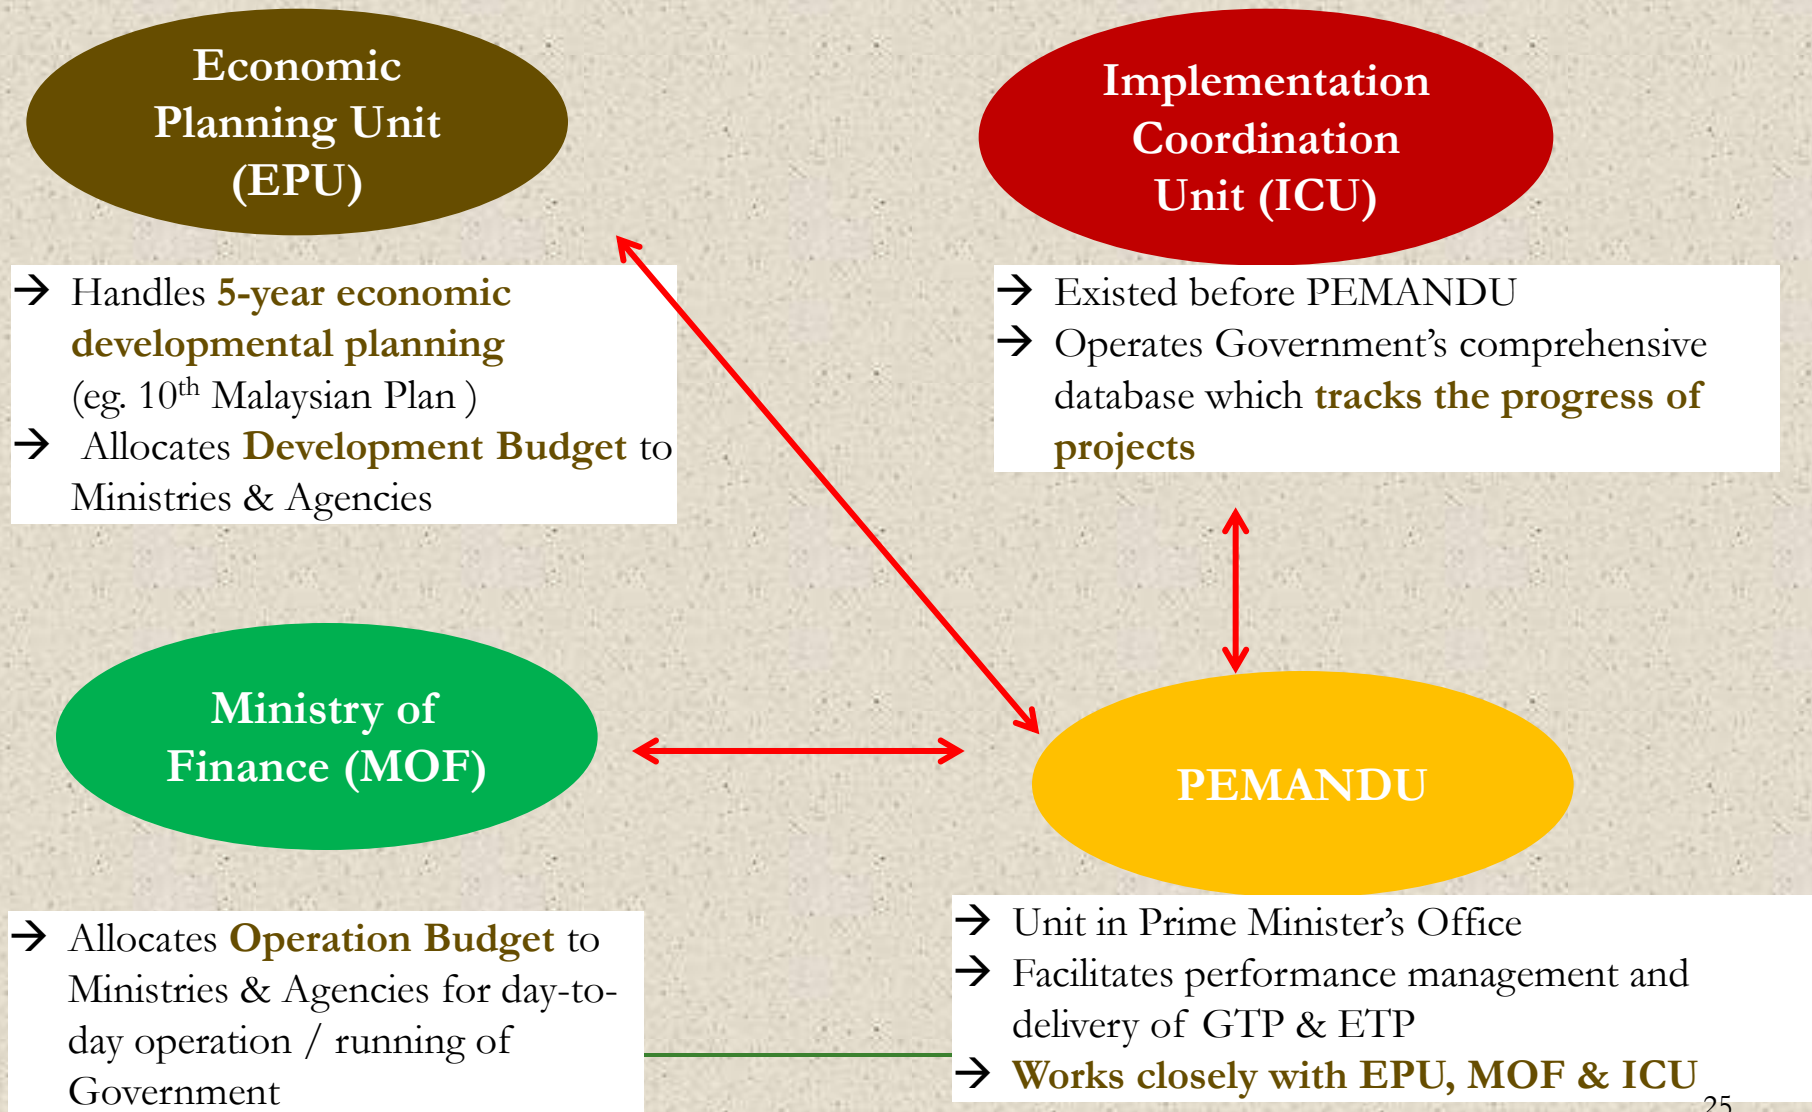 Economic
Planning Unit
(EPU)
→ Handles 5-year economic
developmental planning
(eg. 10th Malaysian Plan )
→ Allocates Development Budget to
Ministries & Agencies
Implementation
Coordination
Unit (ICU)
→ Existed before PEMANDU
→ Operates Government’s comprehensive
database which tracks the progress of
projects
Ministry of
Finance (MOF)
→ Allocates Operation Budget to
Ministries & Agencies for day-to-
day operation / running of
Government
PEMANDU
→ Unit in Prime Minister’s Office
→ Facilitates performance management and
delivery of GTP & ETP
→ Works closely with EPU, MOF & ICU
25